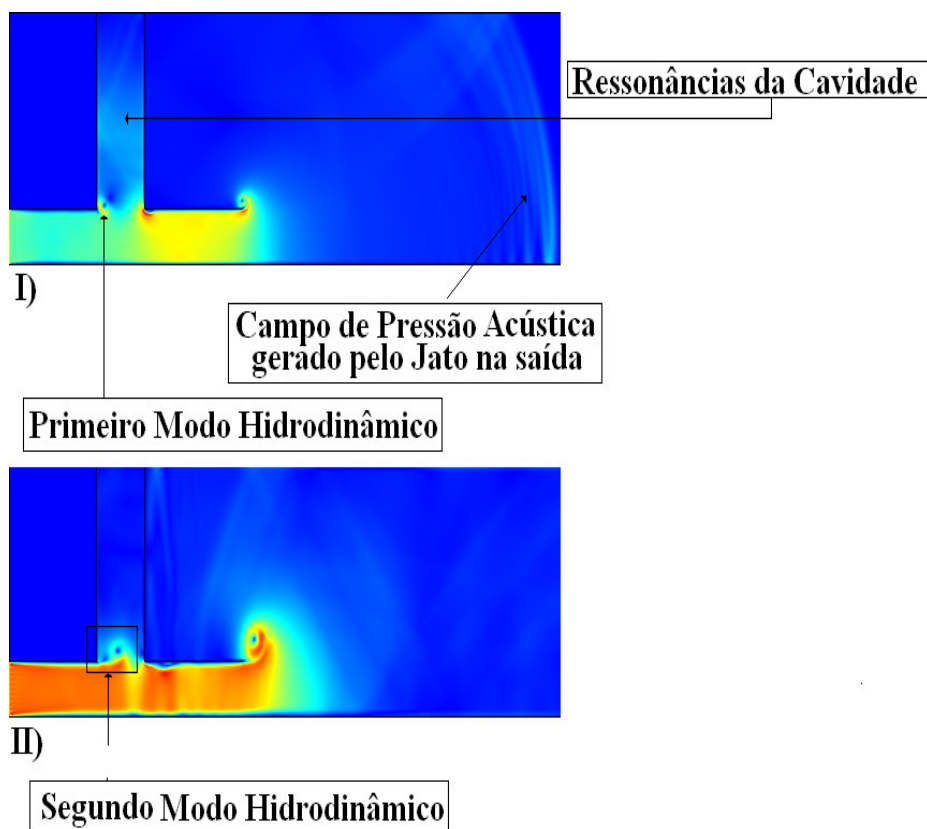 Ressonâncias da Cavidade
I)
Campo de Pressão Acústica
gerado pelo Jato na saída
Primeiro Modo Hidrodinâmico
II)
Segundo Modo Hidrodinâmico